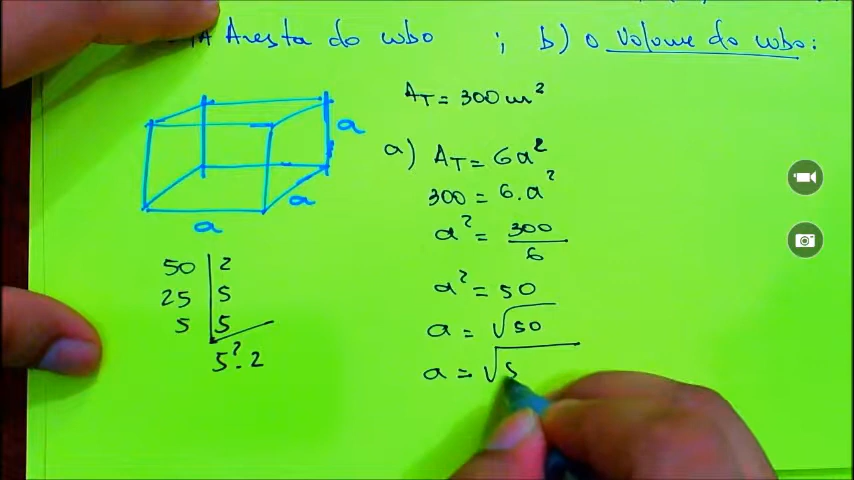 Aresta do cubo ; b) o volume do cubo:
a
a
a
50 | 2
25 | 5
5 | 5
5².2
A_T = 300 m²
a) A_T = 6a²
300 = 6.a²
a² = 300/6
a² = 50
a = √50
a = √5